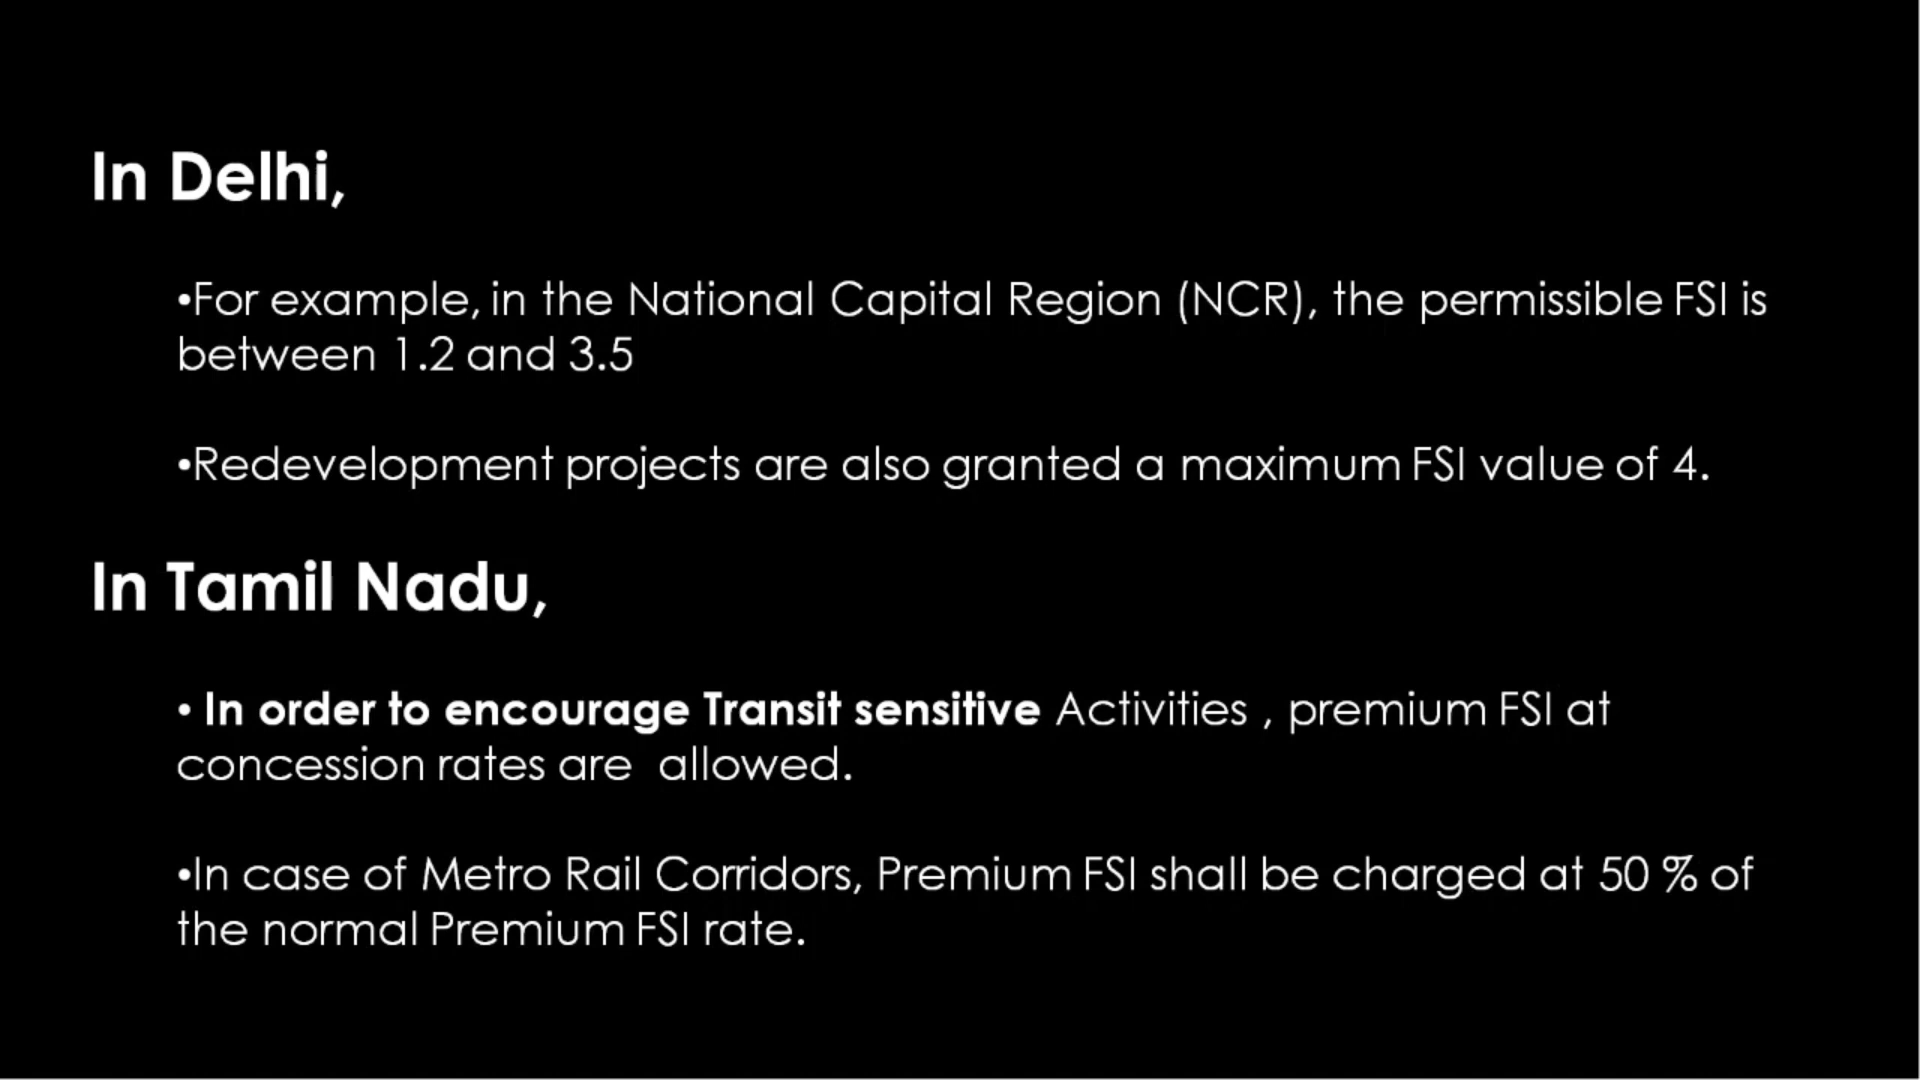 In Delhi,
•For example, in the National Capital Region (NCR), the permissible FSI is
between 1.2 and 3.5
•Redevelopment projects are also granted a maximum FSI value of 4.
In Tamil Nadu,
• In order to encourage Transit sensitive Activities , premium FSI at
concession rates are  allowed.
•In case of Metro Rail Corridors, Premium FSI shall be charged at 50 % of
the normal Premium FSI rate.